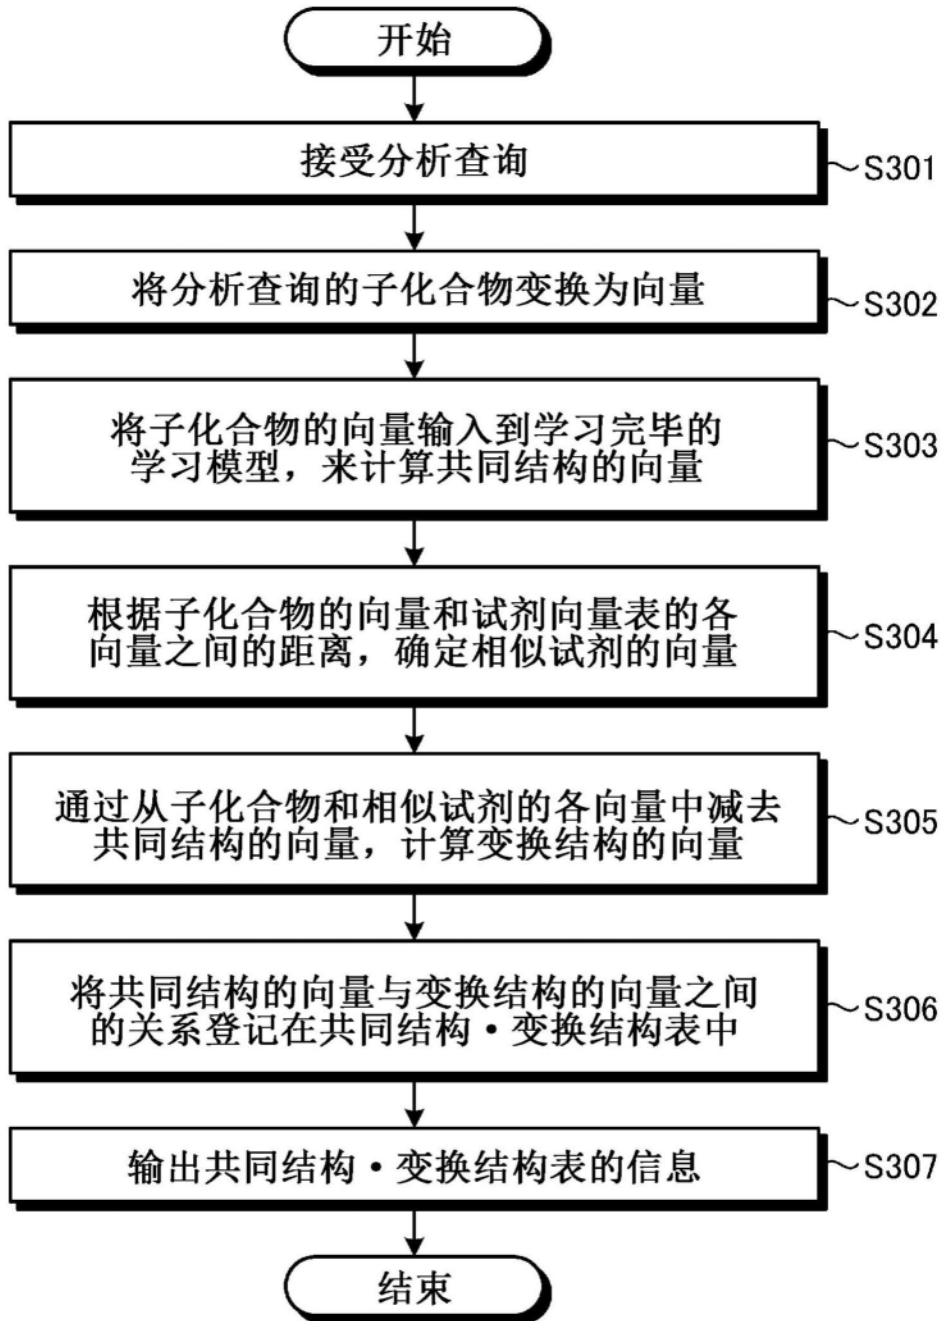 开始
接受分析查询
S301
将分析查询的子化合物变换为向量
S302
将子化合物的向量输入到学习完毕的
学习模型，来计算共同结构的向量
S303
根据子化合物的向量和试剂向量表的各
向量之间的距离，确定相似试剂的向量
S304
通过从子化合物和相似试剂的各向量中减去
共同结构的向量，计算变换结构的向量
S305
将共同结构的向量与变换结构的向量之间
的关系登记在共同结构·变换结构表中
S306
输出共同结构·变换结构表的信息
S307
结束